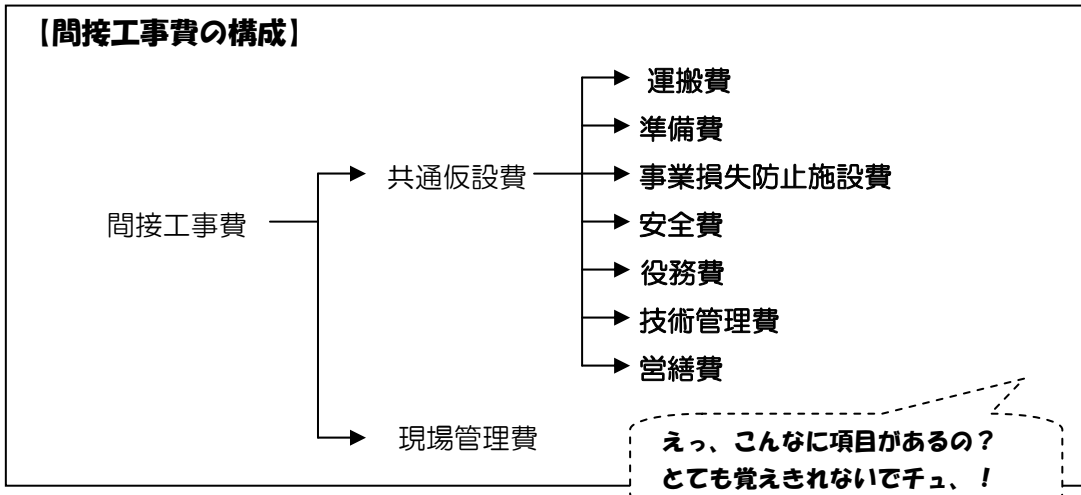 【間接工事費の構成】
運搬費
準備費
共通仮設費
事業損失防止施設費
間接工事費
安全費
役務費
技術管理費
営繕費
現場管理費
えっ、こんなに項目があるの？
とても覚えきれないでチュ、！